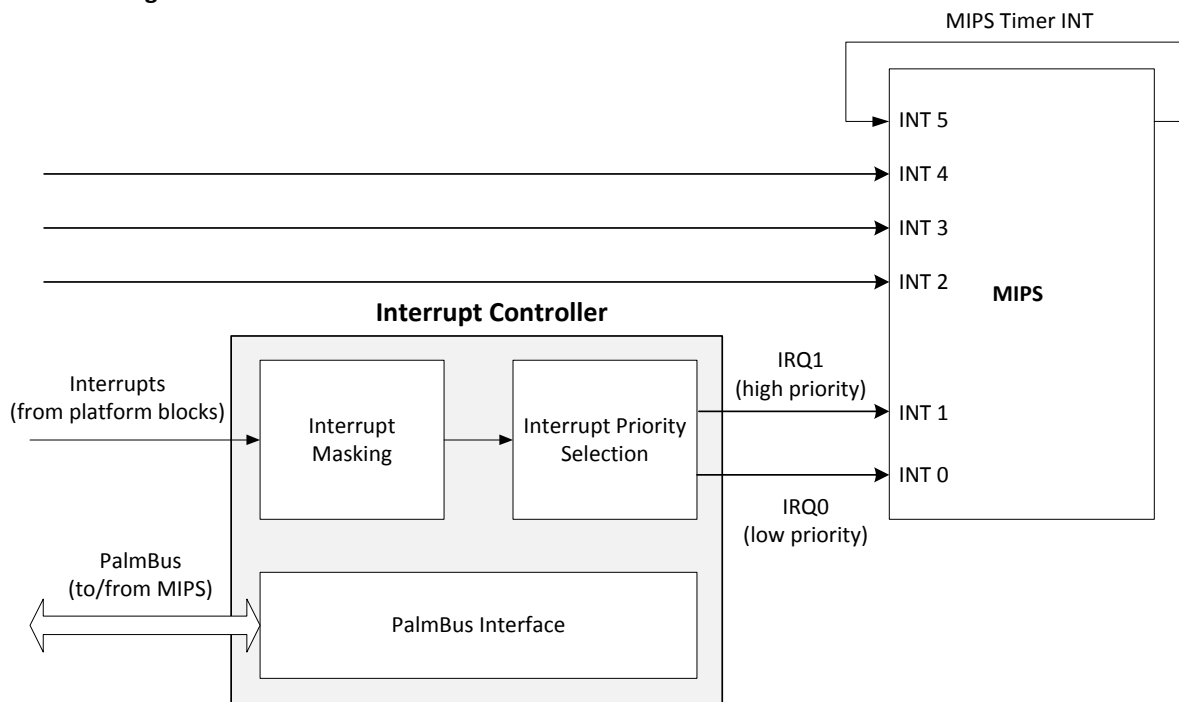 MIPS Timer INT
INT 5
INT 4
INT 3
INT 2
MIPS
Interrupt Controller
Interrupts
(from platform blocks)
Interrupt
Masking
Interrupt Priority
Selection
IRQ1
(high priority)
INT 1
INT 0
IRQ0
(low priority)
PalmBus
(to/from MIPS)
PalmBus Interface